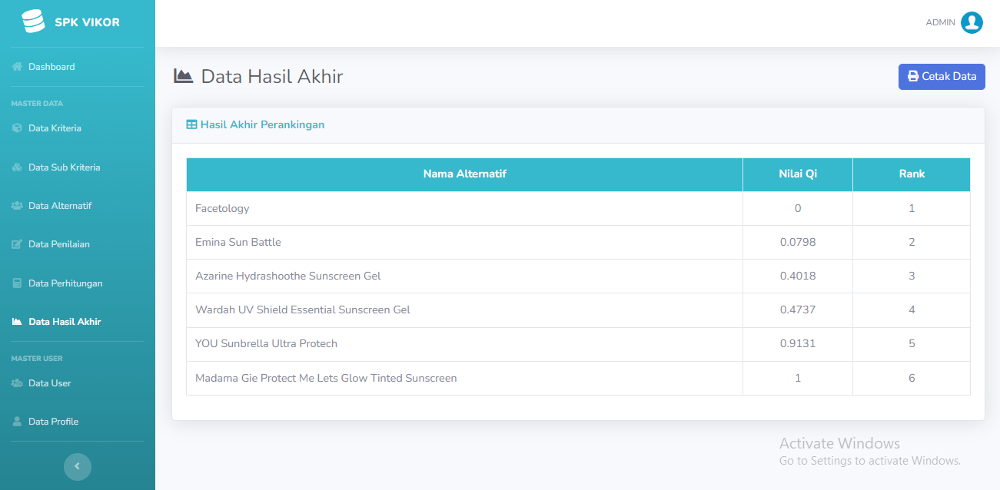 SPK VIKOR
ADMIN
Dashboard
MASTER DATA
Data Kriteria
Data Sub Kriteria
Data Alternatif
Data Penilaian
Data Perhitungan
Data Hasil Akhir
MASTER USER
Data User
Data Profile
Data Hasil Akhir
Cetak Data
Hasil Akhir Perankingan
Nama Alternatif Nilai Qi Rank
Facetology 0 1
Emina Sun Battle 0.0798 2
Azarine Hydrashoothe Sunscreen Gel 0.4018 3
Wardah UV Shield Essential Sunscreen Gel 0.4737 4
YOU Sunbrella Ultra Protech 0.9131 5
Madama Gie Protect Me Lets Glow Tinted Sunscreen 1 6
Activate Windows
Go to Settings to activate Windows.